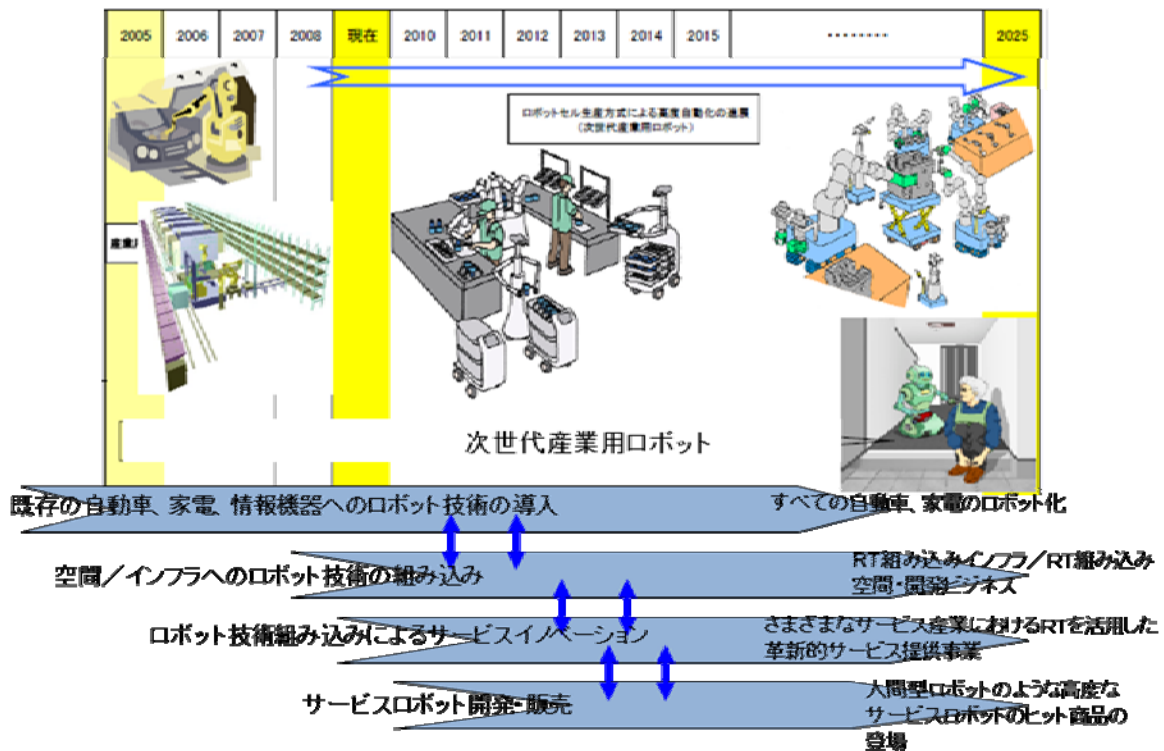 2005 2006 2007 2008 現在 2010 2011 2012 2013 2014 2015 ‥‥‥‥ 2025
ロボットセル生産方式による高度自動化の進展
(次世代産業用ロボット)
産業
次世代産業用ロボット
既存の自動車、家電、情報機器へのロボット技術の導入
すべての自動車、家電のロボット化
空間／インフラへのロボット技術の組み込み
RT組み込みインフラ／RT組み込み
空間・開発ビジネス
ロボット技術組み込みによるサービスイノベーション
さまざまなサービス産業におけるRTを活用した
革新的サービス提供事業
サービスロボット開発・販売
人間型ロボットのような高度な
サービスロボットのヒット商品の
登場